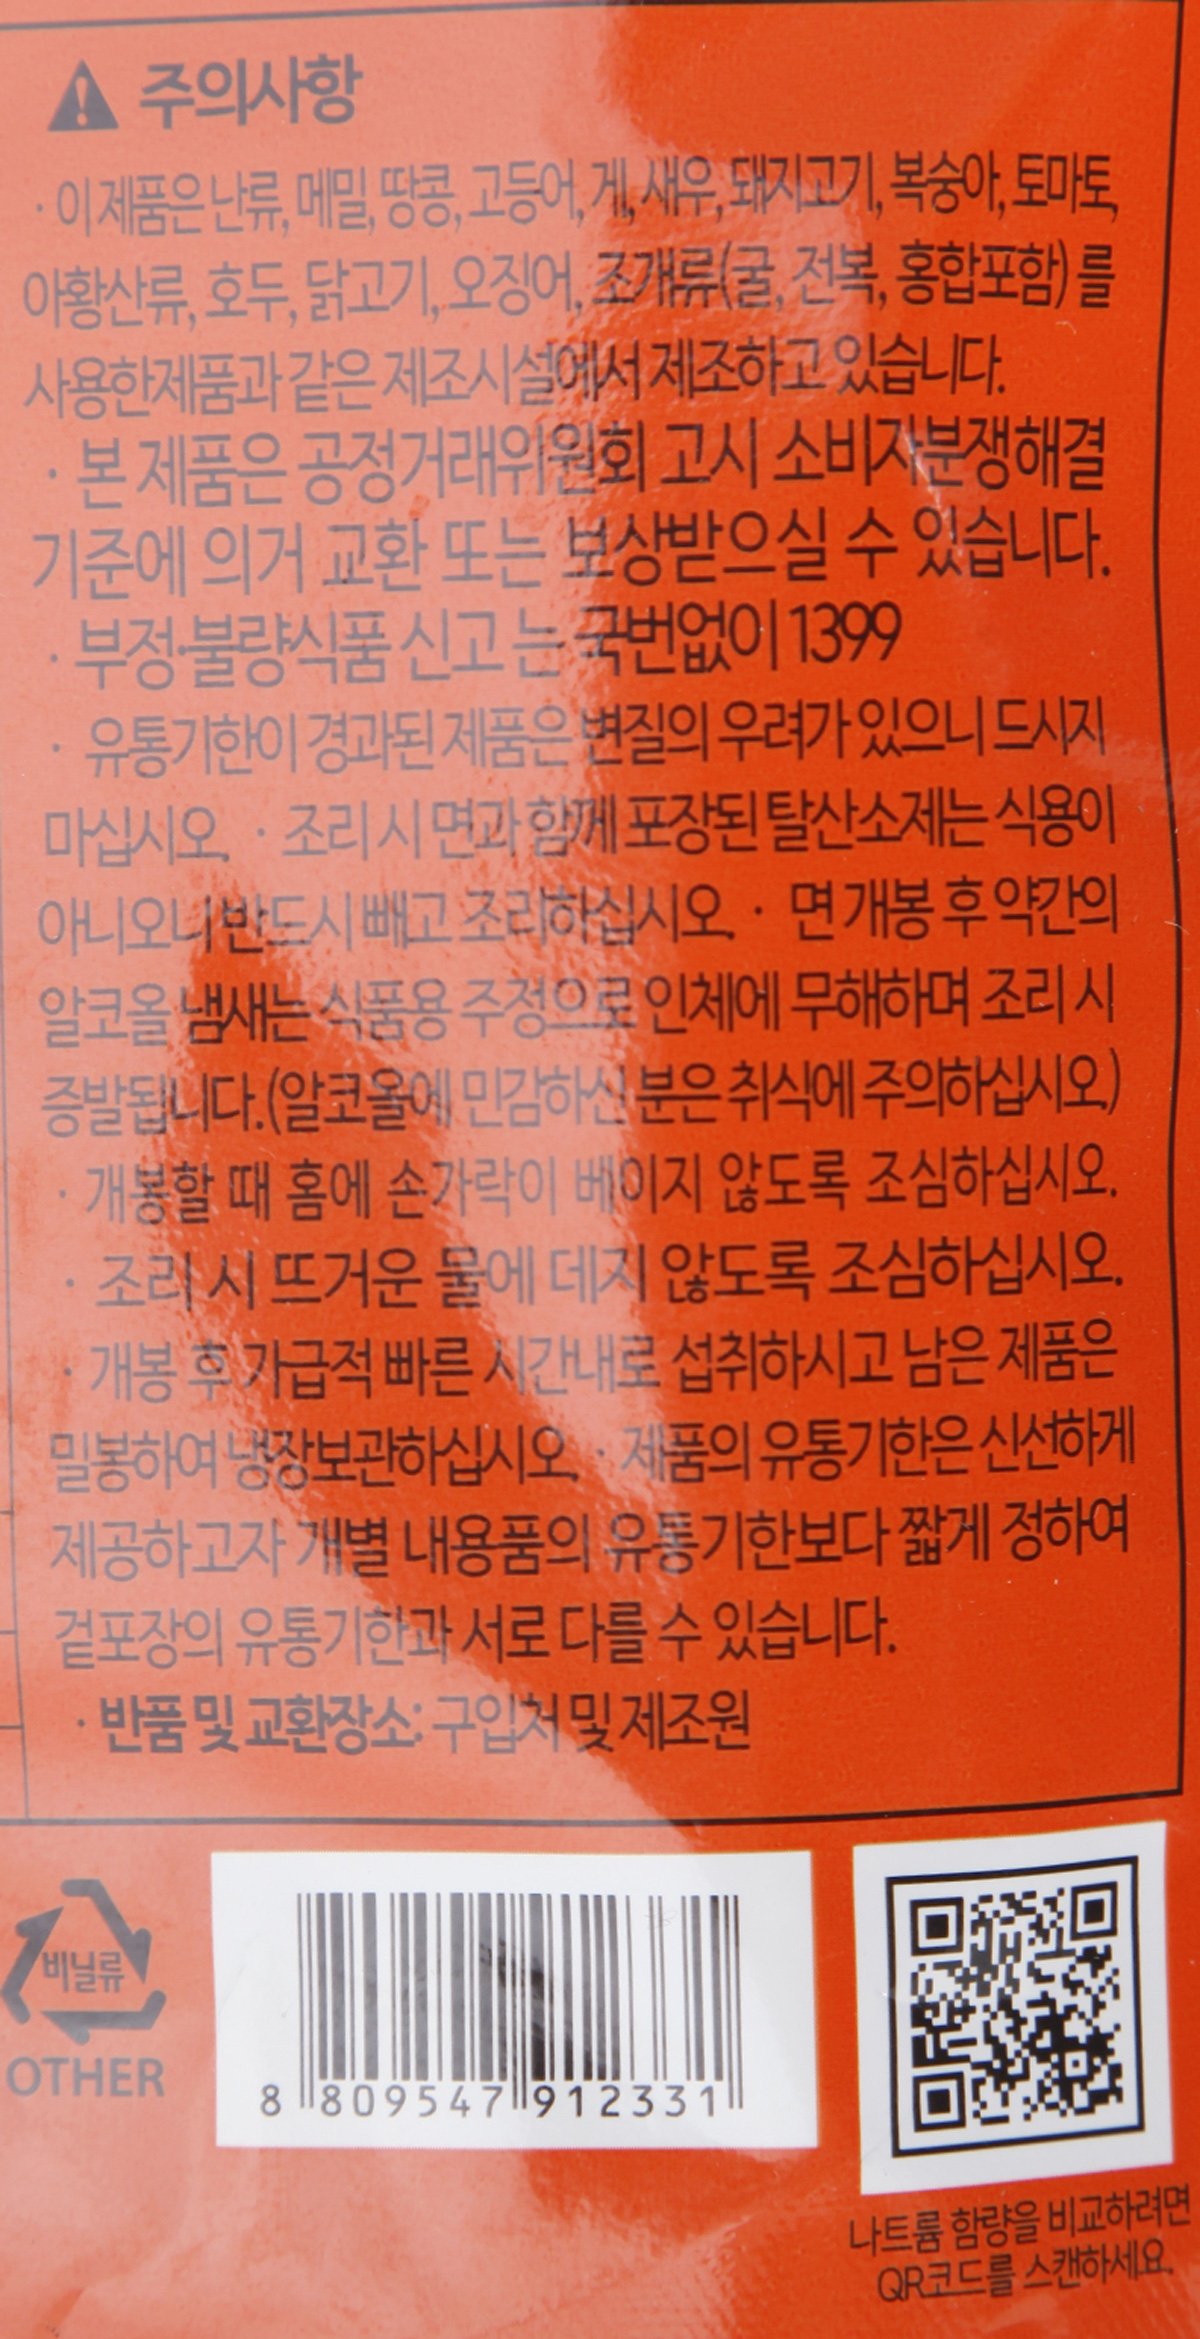 주의사항
· 이 제품은 난류, 메밀, 땅콩, 고등어, 게, 새우, 돼지고기, 복숭아, 토마토,
아황산류, 호두, 닭고기, 오징어, 조개류(굴, 전복, 홍합포함)를
사용한제품과 같은 제조시설에서 제조하고 있습니다.
· 본 제품은 공정거래위원회 고시 소비자분쟁해결
기준에 의거 교환 또는 보상받으실 수 있습니다.
· 부정·불량식품 신고 는 국번없이 1399
· 유통기한이 경과된 제품은 변질의 우려가 있으니 드시지
마십시오. · 조리 시 면과 함께 포장된 탈산소제는 식용이
아니오니 반드시 빼고 조리하십시오. · 면 개봉 후 약간의
알코올 냄새는 식품용 주정으로 인체에 무해하며 조리 시
증발됩니다.(알코올에 민감하신 분은 취식에 주의하십시오.)
· 개봉할 때 홈에 손가락이 베이지 않도록 조심하십시오.
· 조리 시 뜨거운 물에 데지 않도록 조심하십시오.
· 개봉 후 가급적 빠른 시간내로 섭취하시고 남은 제품은
밀봉하여 냉장보관하십시오. · 제품의 유통기한은 신선하게
제공하고자 개별 내용품의 유통기한보다 짧게 정하여
겉포장의 유통기한과 서로 다를 수 있습니다.
· 반품 및 교환장소: 구입처 및 제조원
비닐류
OTHER
8 809547 912331
나트륨 함량을 비교하려면
QR코드를 스캔하세요.